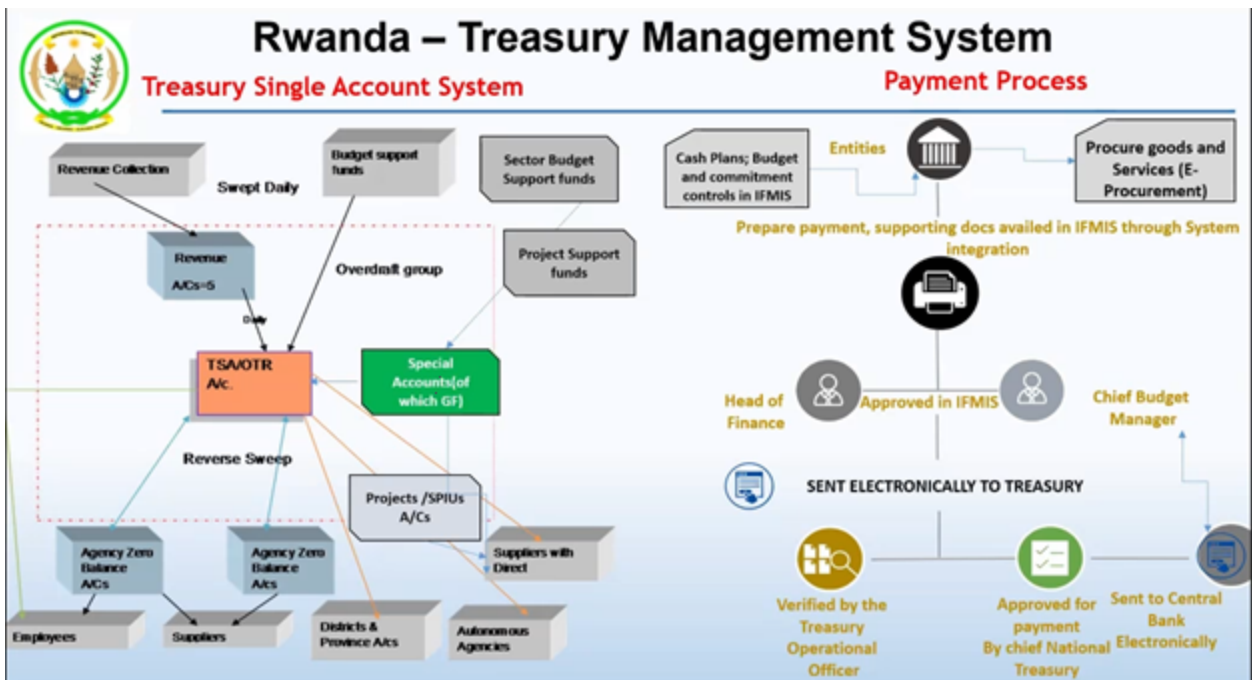 Rwanda – Treasury Management System
Treasury Single Account System
Payment Process
Revenue Collection
Swept Daily
Budget support
funds
Sector Budget
Support funds
Project Support
funds
Revenue
A/Cs=5
Overdraft group
Daily
TSA/OTR
A/c.
Special
Accounts(of
which GF)
Reverse Sweep
Projects /SPIUs
A/Cs
Agency Zero
Balance
A/Cs
Agency Zero
Balance
A/cs
Suppliers with
Direct
Employees
Suppliers
Districts &
Province A/cs
Autonomous
Agencies
Cash Plans; Budget
and commitment
controls in IFMIS
Entities
Procure goods and
Services (E-
Procurement)
Prepare payment, supporting docs availed in IFMIS through System
integration
Head of
Finance
Approved in IFMIS
Chief Budget
Manager
SENT ELECTRONICALLY TO TREASURY
Verified by the
Treasury
Operational
Officer
Approved for
payment
By chief National
Treasury
Sent to Central
Bank
Electronically